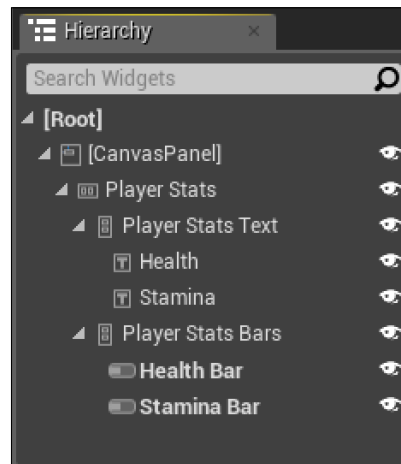 Hierarchy
Search Widgets
[Root]
[CanvasPanel]
Player Stats
Player Stats Text
Health
Stamina
Player Stats Bars
Health Bar
Stamina Bar